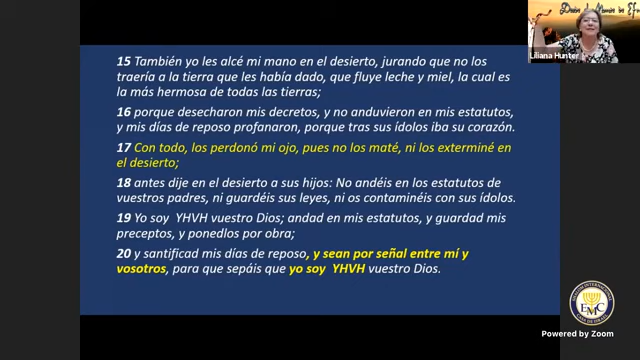 15 También yo les alcé mi mano en el desierto, jurando que no los
traería a la tierra que les había dado, que fluye leche y miel, la cual es
la más hermosa de todas las tierras;
16 porque desecharon mis decretos, y no anduvieron en mis estatutos,
y mis días de reposo profanaron, porque tras sus ídolos iba su corazón.
17 Con todo, los perdonó mi ojo, pues no los maté, ni los exterminé en
el desierto;
18 antes dije en el desierto a sus hijos: No andéis en los estatutos de
vuestros padres, ni guardéis sus leyes, ni os contaminéis con sus ídolos.
19 Yo soy YHVH vuestro Dios; andad en mis estatutos, y guardad mis
preceptos, y ponedlos por obra;
20 y santificad mis días de reposo, y sean por señal entre mí y
vosotros, para que sepáis que yo soy YHVH vuestro Dios.
Liliana Hunter
EMC
Powered by Zoom